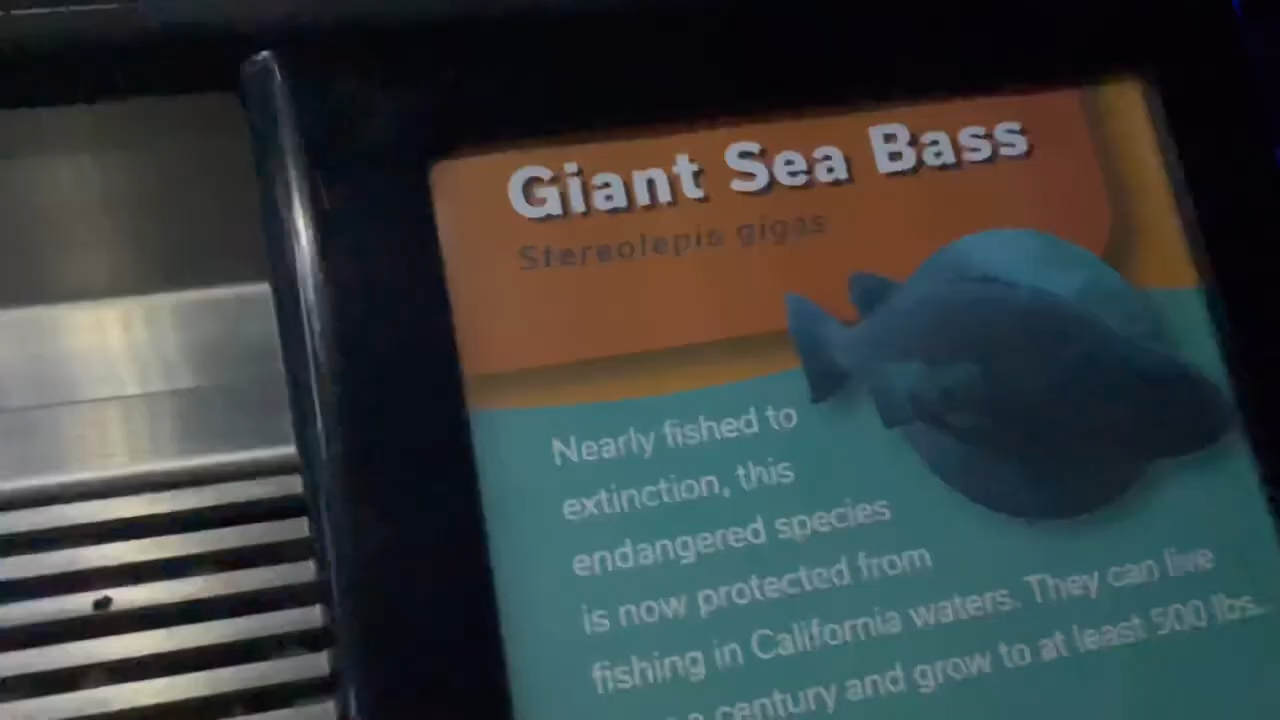 Giant Sea Bass
Stereolepis gigas
Nearly fished to
extinction, this
endangered species
is now protected from
fishing in California waters. They can live
a century and grow to at least 500 lbs.